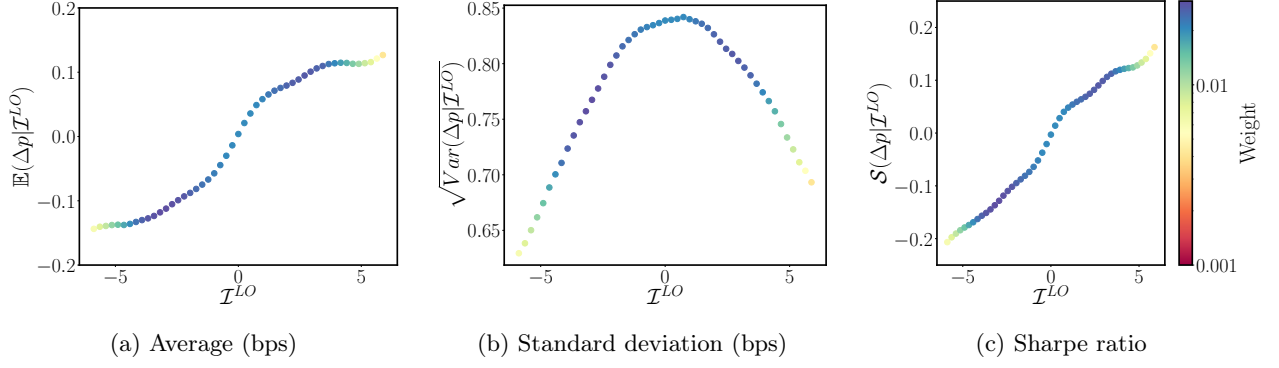 0.2
0.1
0.0
−0.1
−0.2
𝔼(Δp|𝓘^{LO})
−5
0
5
𝓘^{LO}
(a) Average (bps)
0.85
0.80
0.75
0.70
0.65
√Var(Δp|𝓘^{LO})
−5
0
5
𝓘^{LO}
(b) Standard deviation (bps)
0.2
0.1
0.0
−0.1
−0.2
𝓢(Δp|𝓘^{LO})
−5
0
5
𝓘^{LO}
(c) Sharpe ratio
0.01
0.001
Weight